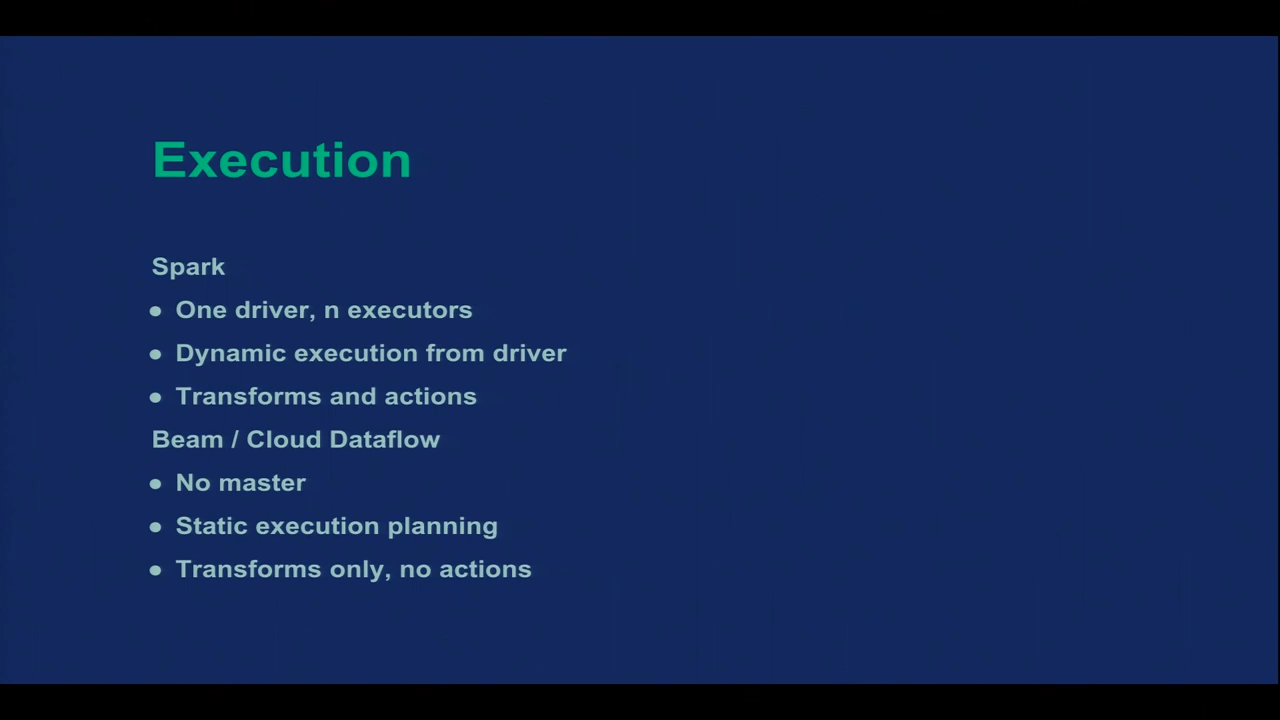 Execution
Spark
● One driver, n executors
● Dynamic execution from driver
● Transforms and actions
Beam / Cloud Dataflow
● No master
● Static execution planning
● Transforms only, no actions